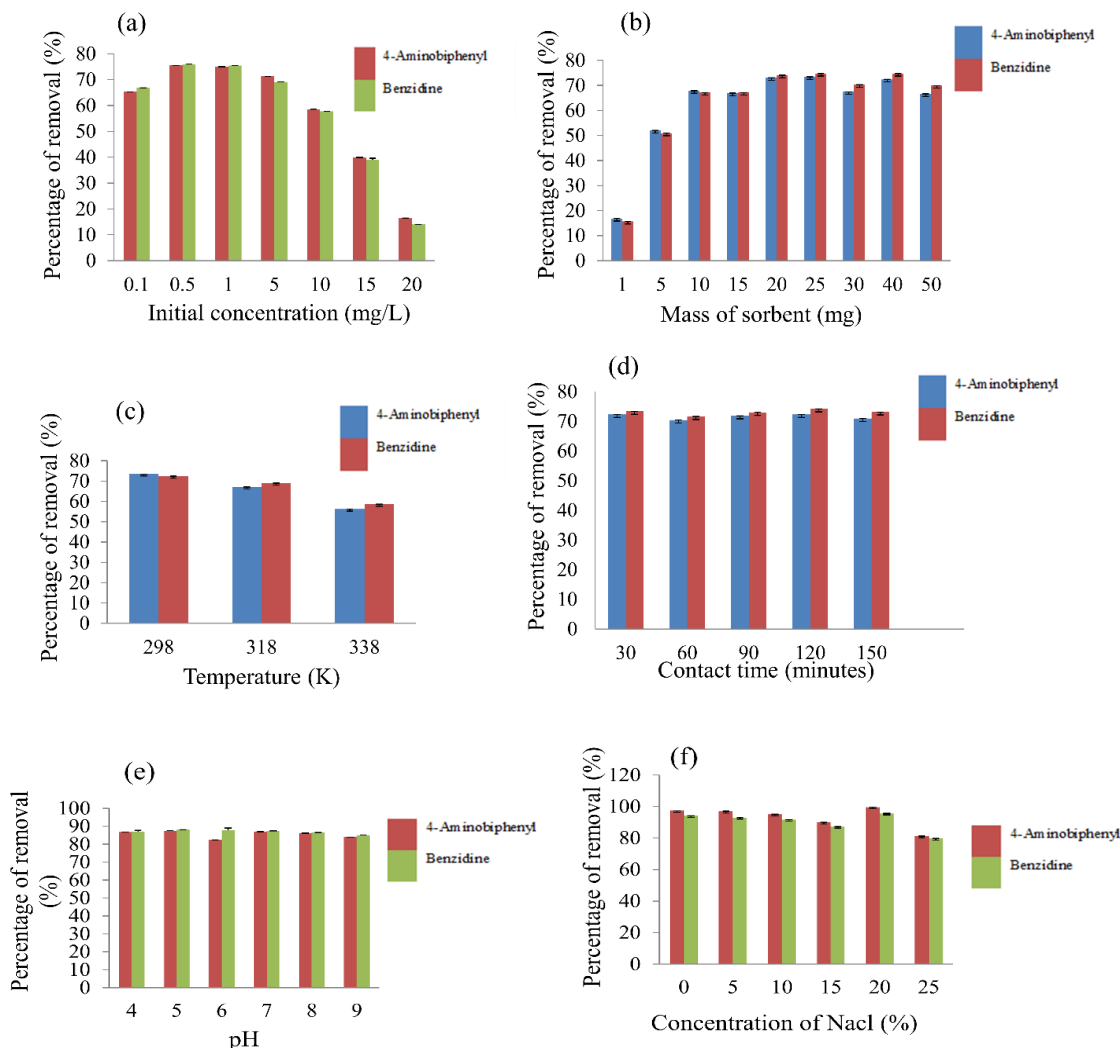 (a)
Percentage of removal (%)
80
70
60
50
40
30
20
10
0
0.1 0.5 1 5 10 15 20
Initial concentration (mg/L)
4-Aminobiphenyl
Benzidine
(b)
Percentage of removal (%)
80
70
60
50
40
30
20
10
0
1 5 10 15 20 25 30 40 50
Mass of sorbent (mg)
4-Aminobiphenyl
Benzidine
(c)
Percentage of removal (%)
80
70
60
50
40
30
20
10
0
298 318 338
Temperature (K)
4-Aminobiphenyl
Benzidine
(d)
Percentage of removal (%)
80
70
60
50
40
30
20
10
0
30 60 90 120 150
Contact time (minutes)
4-Aminobiphenyl
Benzidine
(e)
Percentage of removal
(%)
100
90
80
70
60
50
40
30
20
10
0
4 5 6 7 8 9
pH
4-Aminobiphenyl
Benzidine
(f)
Percentage of removal (%)
120
100
80
60
40
20
0
0 5 10 15 20 25
Concentration of Nacl (%)
4-Aminobiphenyl
Benzidine